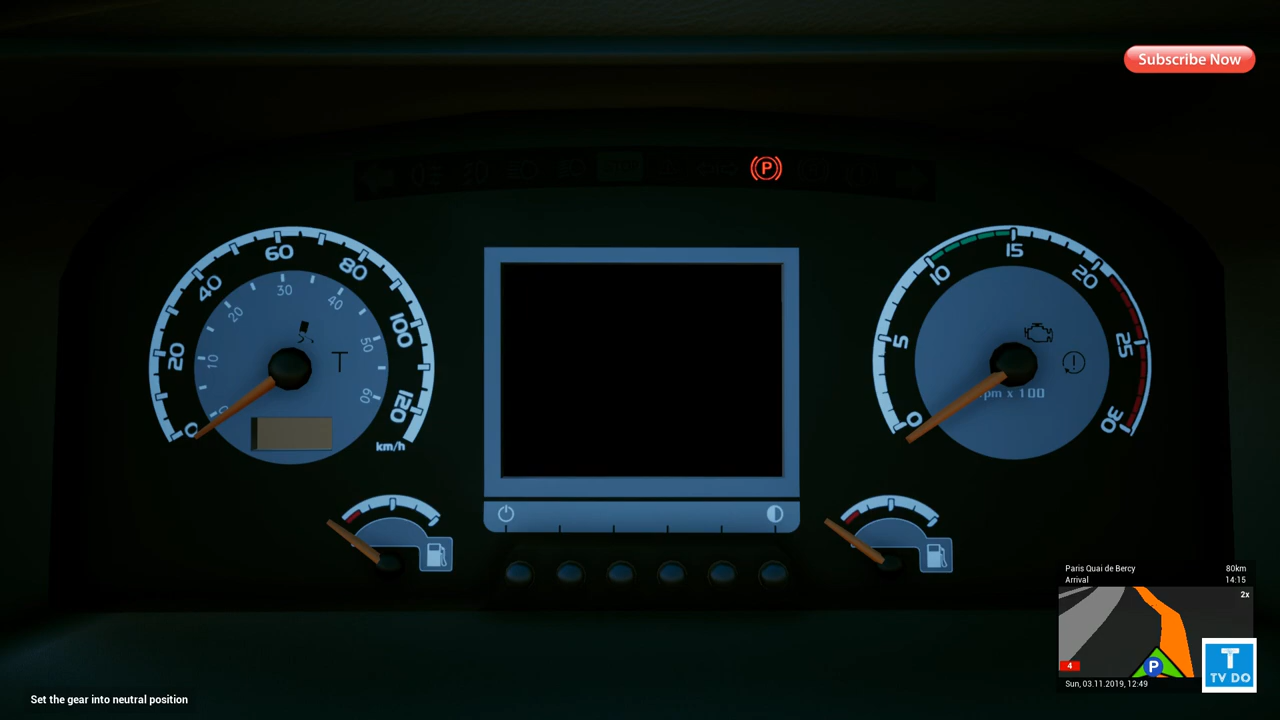 Subscribe Now
P
60
40
80
20
100
0
120
km/h
30
20
40
10
50
0
60
T
15
10
20
5
25
0
30
pm x 100
Paris Quai de Bercy 80km
Arrival 14:15
2x
4
P
Sun, 03.11.2019, 12:49
T
TV DO
Set the gear into neutral position